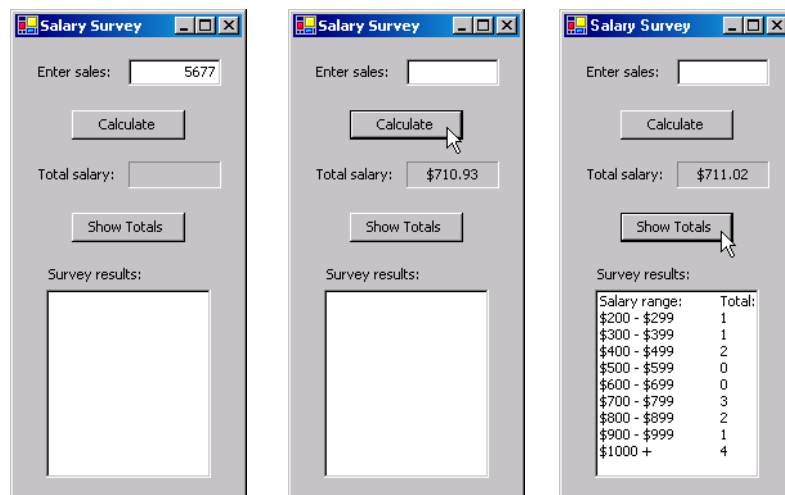 Salary Survey
Enter sales: 5677
Calculate
Total salary:
Show Totals
Survey results:
Salary Survey
Enter sales:
Calculate
Total salary: $710.93
Show Totals
Survey results:
Salary Survey
Enter sales:
Calculate
Total salary: $711.02
Show Totals
Survey results:
Salary range: Total:
$200 - $299 1
$300 - $399 1
$400 - $499 2
$500 - $599 0
$600 - $699 0
$700 - $799 3
$800 - $899 2
$900 - $999 1
$1000 + 4